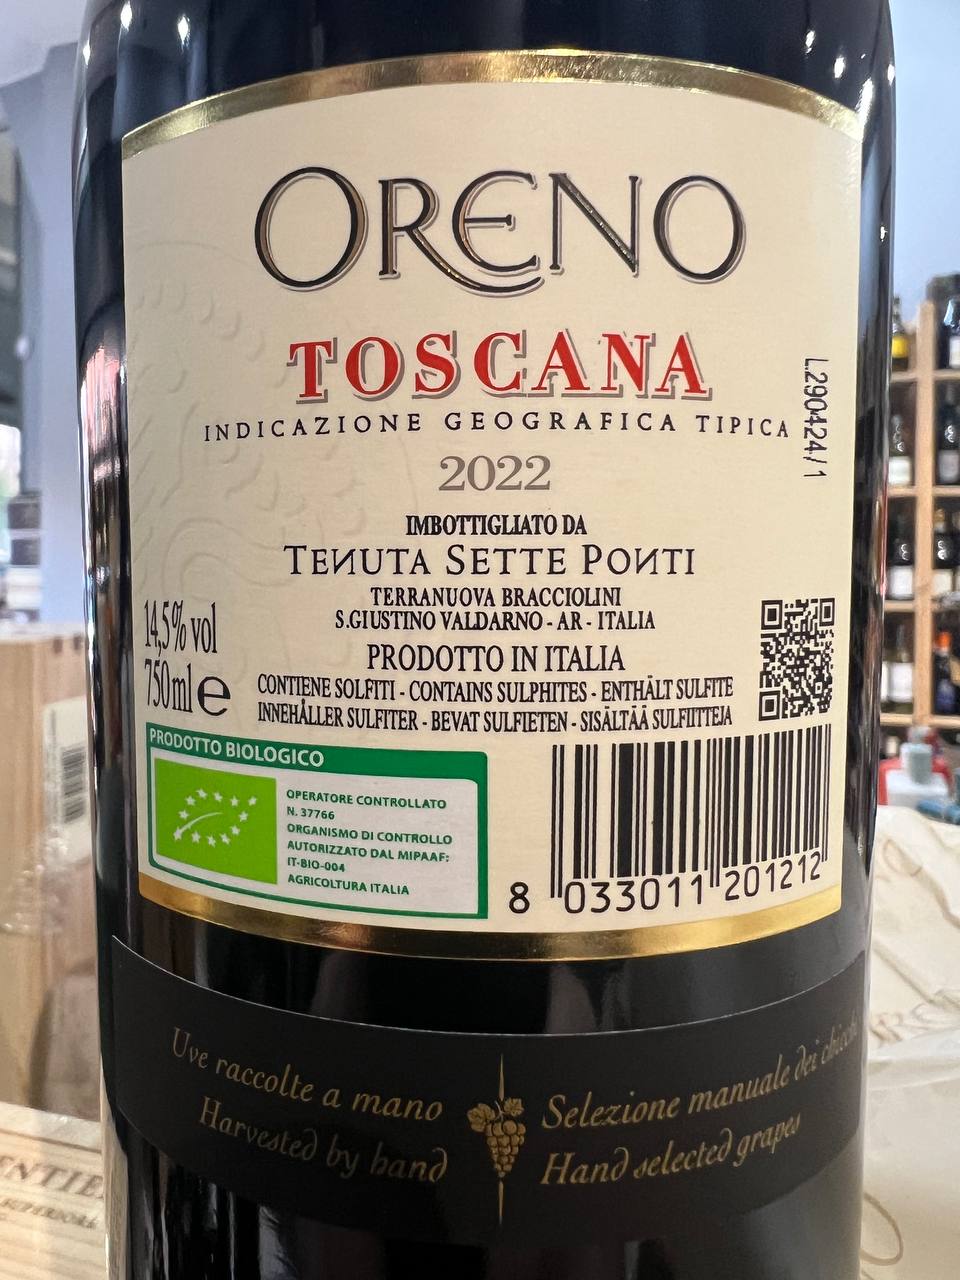 ORENO
TOSCANA
INDICAZIONE GEOGRAFICA TIPICA
L.290424/1
2022
IMBOTTIGLIATO DA
TENUTA SETTE PONTI
TERRANUOVA BRACCIOLINI
S.GIUSTINO VALDARNO - AR - ITALIA
14,5% vol
750ml e
PRODOTTO IN ITALIA
CONTIENE SOLFITI - CONTAINS SULPHITES - ENTHÄLT SULFITE
INNEHÅLLER SULFITER - BEVAT SULFIETEN - SISÄLTÄÄ SULFIITTEJA
PRODOTTO BIOLOGICO
OPERATORE CONTROLLATO
N. 37766
ORGANISMO DI CONTROLLO
AUTORIZZATO DAL MIPAAF:
IT-BIO-004
AGRICOLTURA ITALIA
8 033011 201212
Uve raccolte a mano
Harvested by hand
Selezione manuale dei
Hand selected grapes